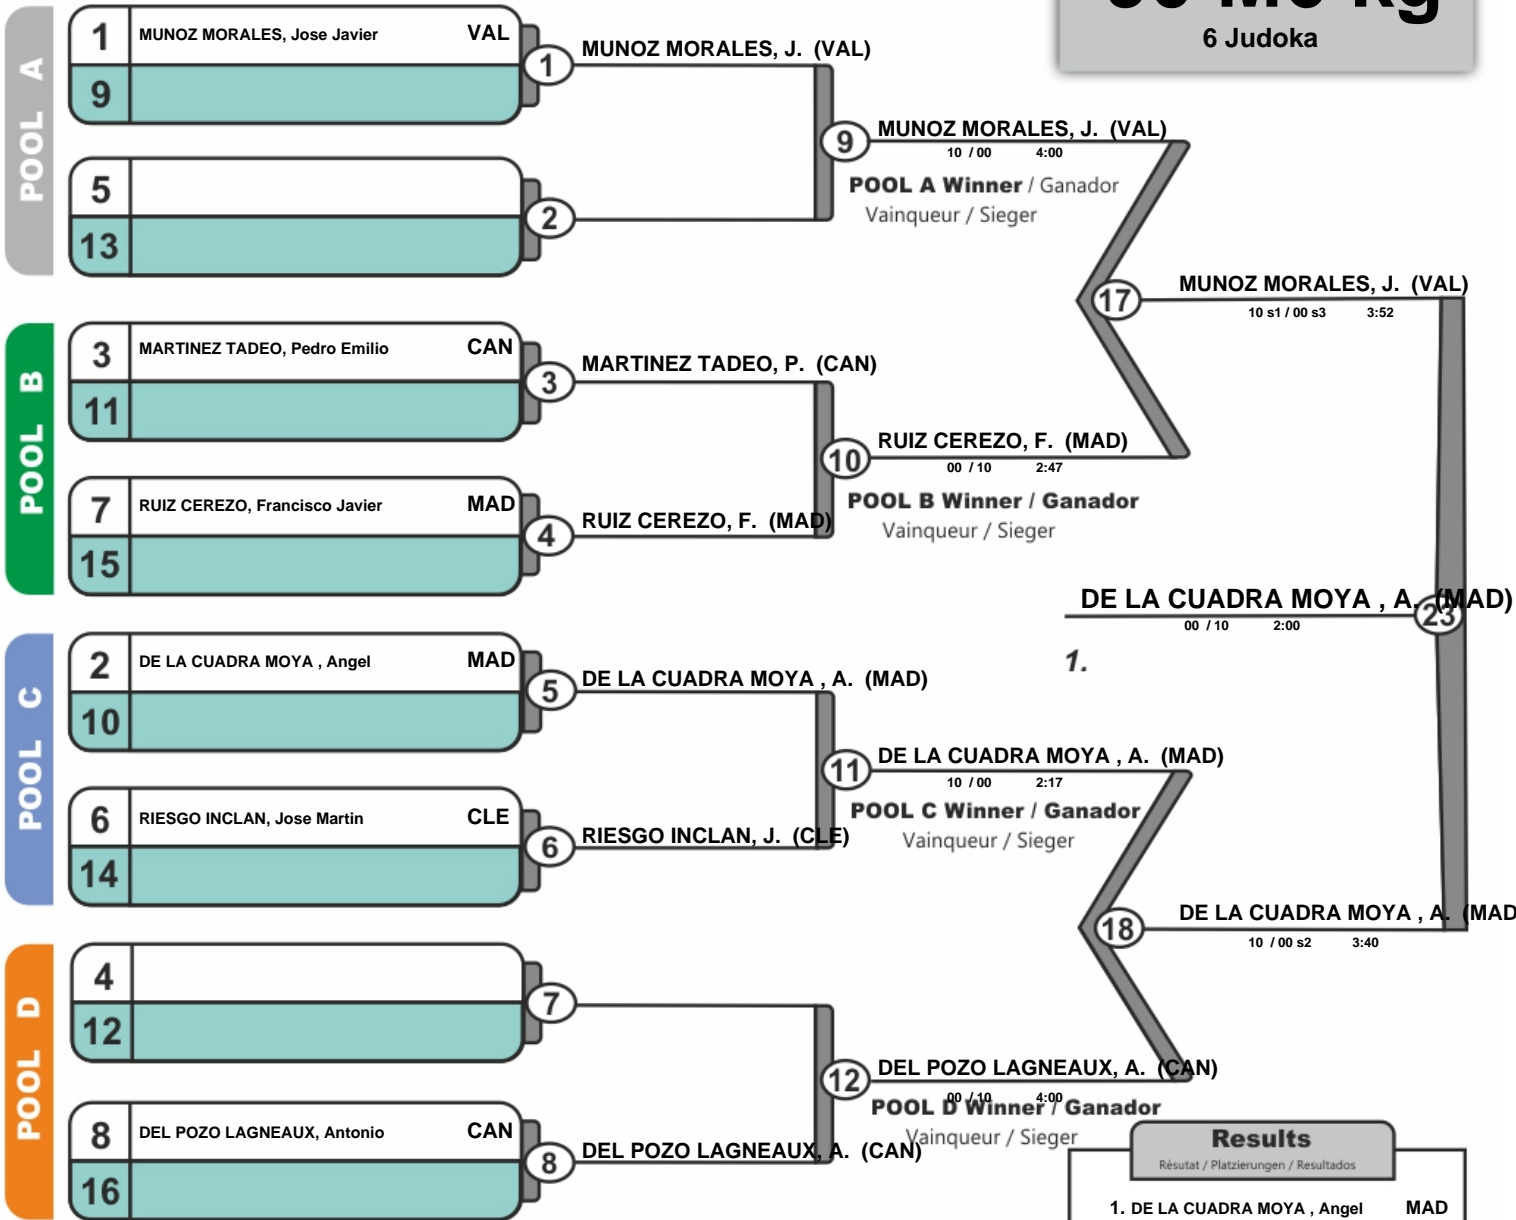 6 Judoka
POOL A
1 MUNOZ MORALES, Jose Javier VAL
9
5
13
1 MUNOZ MORALES, J. (VAL)
2
9 MUNOZ MORALES, J. (VAL)
10 / 00 4:00
POOL A Winner / Ganador
Vainqueur / Sieger
POOL B
3 MARTINEZ TADEO, Pedro Emilio CAN
11
7 RUIZ CEREZO, Francisco Javier MAD
15
3 MARTINEZ TADEO, P. (CAN)
4 RUIZ CEREZO, F. (MAD)
10 RUIZ CEREZO, F. (MAD)
00 / 10 2:47
POOL B Winner / Ganador
Vainqueur / Sieger
17 MUNOZ MORALES, J. (VAL)
10 s1 / 00 s3 3:52
DE LA CUADRA MOYA , A. (MAD)
23
00 / 10 2:00
1.
POOL C
2 DE LA CUADRA MOYA , Angel MAD
10
6 RIESGO INCLAN, Jose Martin CLE
14
5 DE LA CUADRA MOYA , A. (MAD)
6 RIESGO INCLAN, J. (CLE)
11 DE LA CUADRA MOYA , A. (MAD)
10 / 00 2:17
POOL C Winner / Ganador
Vainqueur / Sieger
18 DE LA CUADRA MOYA , A. (MAD
10 / 00 s2 3:40
POOL D
4
12
8 DEL POZO LAGNEAUX, Antonio CAN
16
7
8 DEL POZO LAGNEAUX, A. (CAN)
12 DEL POZO LAGNEAUX, A. (CAN)
00 / 10 4:00
POOL D Winner / Ganador
Vainqueur / Sieger
Results
Résutat / Platzierungen / Resultados
1. DE LA CUADRA MOYA , Angel MAD